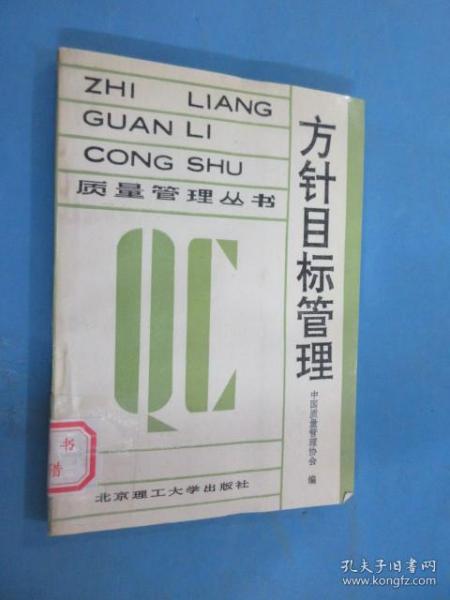 ZHI LIANG
GUAN LI
CONG SHU
质量管理丛书
QC
方针目标管理
中国质量管理协会 编
北京理工大学出版社
书
借
孔夫子旧书网
www.kongfz.com